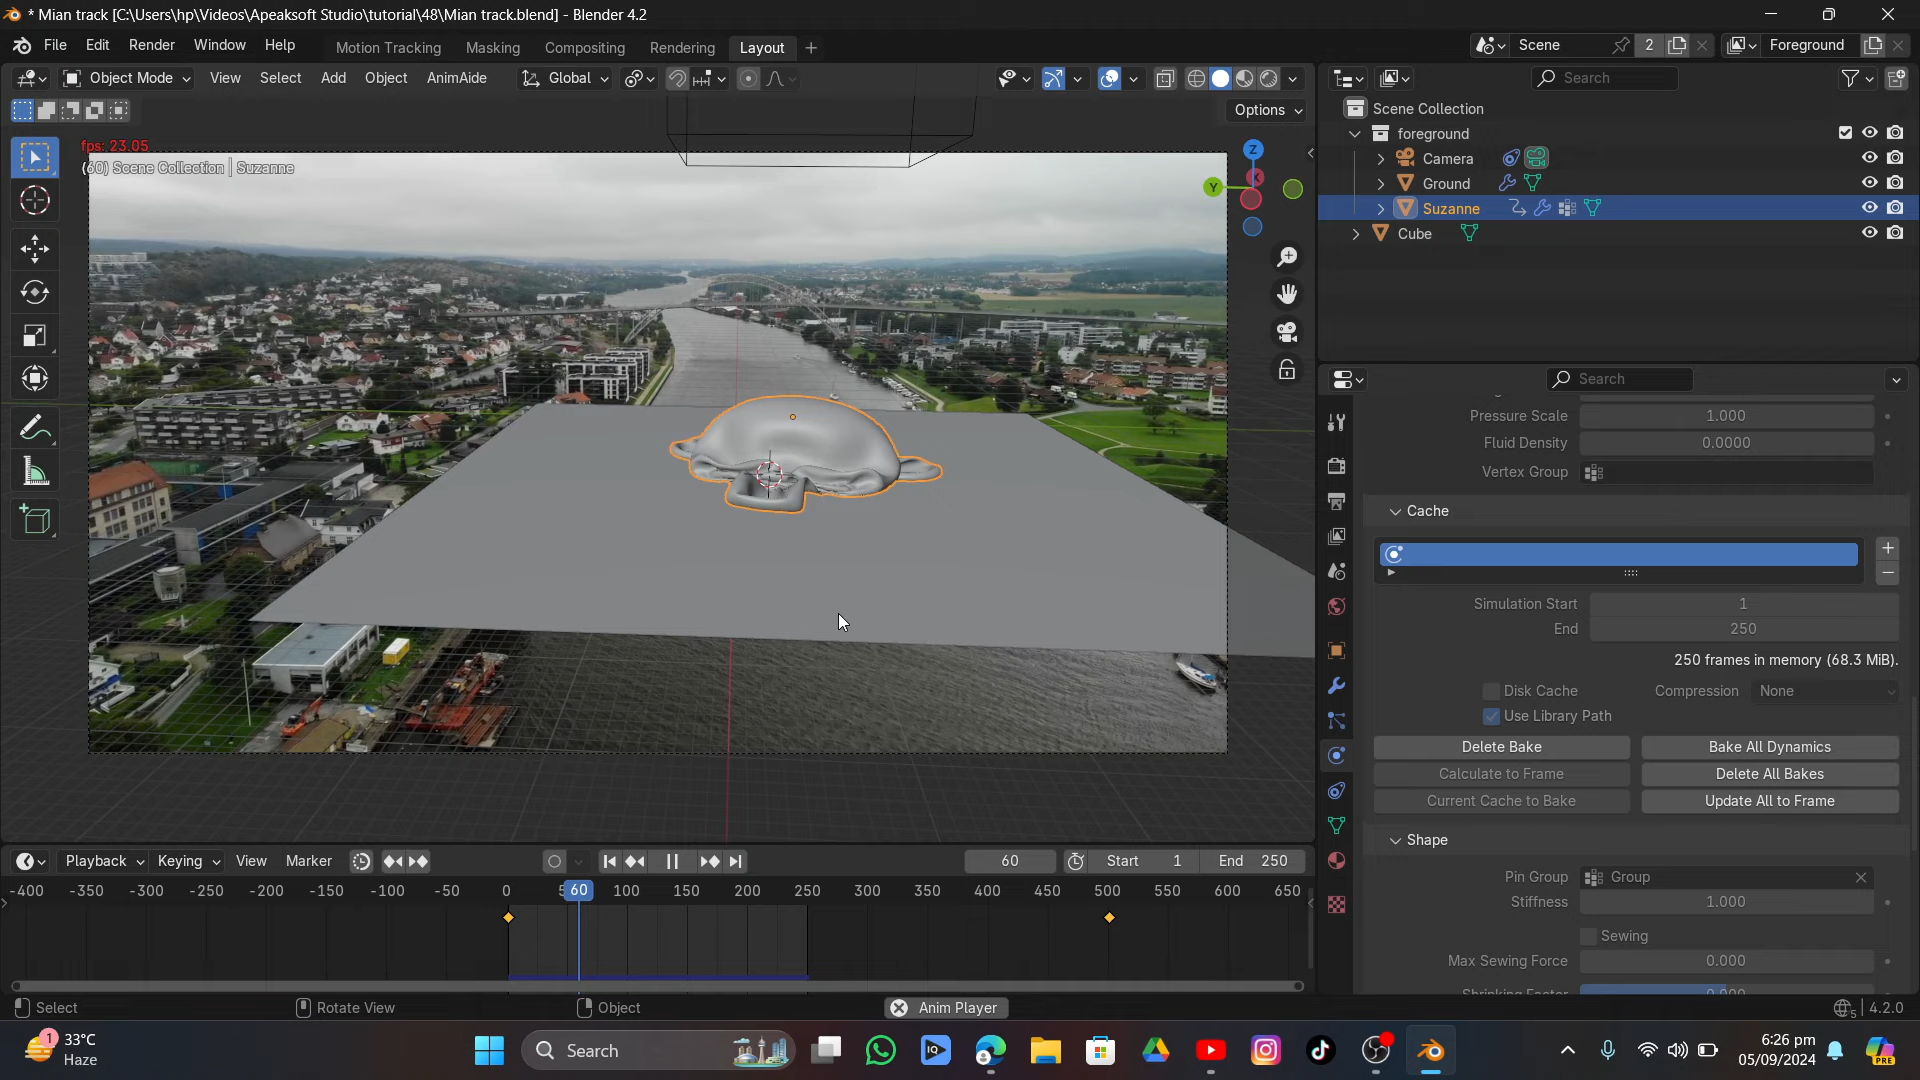 * Mian track [C:\Users\hp\Videos\Apeaksoft Studio\tutorial\48\Mian track.blend] - Blender 4.2
File Edit Render Window Help Motion Tracking Masking Compositing Rendering Layout + Scene 2 Foreground
Object Mode View Select Add Object AnimAide Global Search
Options
Scene Collection
foreground
Camera
Ground
Suzanne
Cube
fps: 23.05
(60) Scene Collection | Suzanne
Z
Y
X
Search
Pressure Scale 1.000
Fluid Density 0.0000
Vertex Group
Cache
Simulation Start 1
End 250
250 frames in memory (68.3 MiB).
Disk Cache Compression None
Use Library Path
Delete Bake Bake All Dynamics
Calculate to Frame Delete All Bakes
Current Cache to Bake Update All to Frame
Shape
Pin Group Group
Stiffness 1.000
Sewing
Max Sewing Force 0.000
Shrinking Factor 0.000
Playback Keying View Marker 60 Start 1 End 250
-400 -350 -300 -250 -200 -150 -100 -50 0 60 100 150 200 250 300 350 400 450 500 550 600 650
Select Rotate View Object Anim Player 4.2.0
1 33°C
Haze
Search
6:26 pm
05/09/2024
PRE